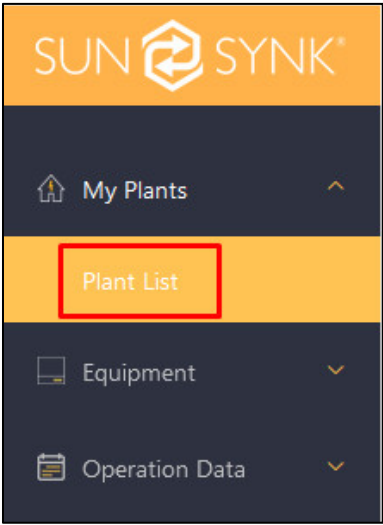 SUN SYNK®
My Plants
Plant List
Equipment
Operation Data